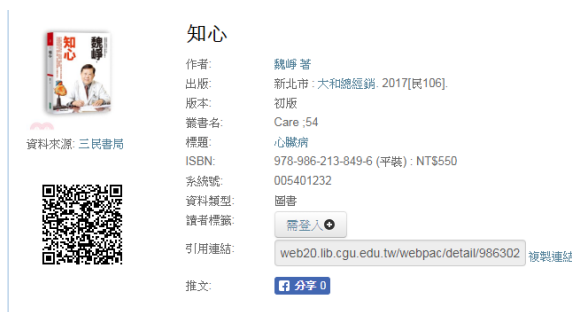 知心
知心
魏崢
作者: 魏崢 著
出版: 新北市 : 大和總經銷. 2017[民106].
版本: 初版
叢書名: Care ;54
資料來源: 三民書局
標題: 心臟病
ISBN: 978-986-213-849-6 (平裝) : NT$550
系統號: 005401232
資料類型: 圖書
讀者標籤: 需登入
引用連結: web20.lib.cgu.edu.tw/webpac/detail/986302 複製連結
推文: 分享 0